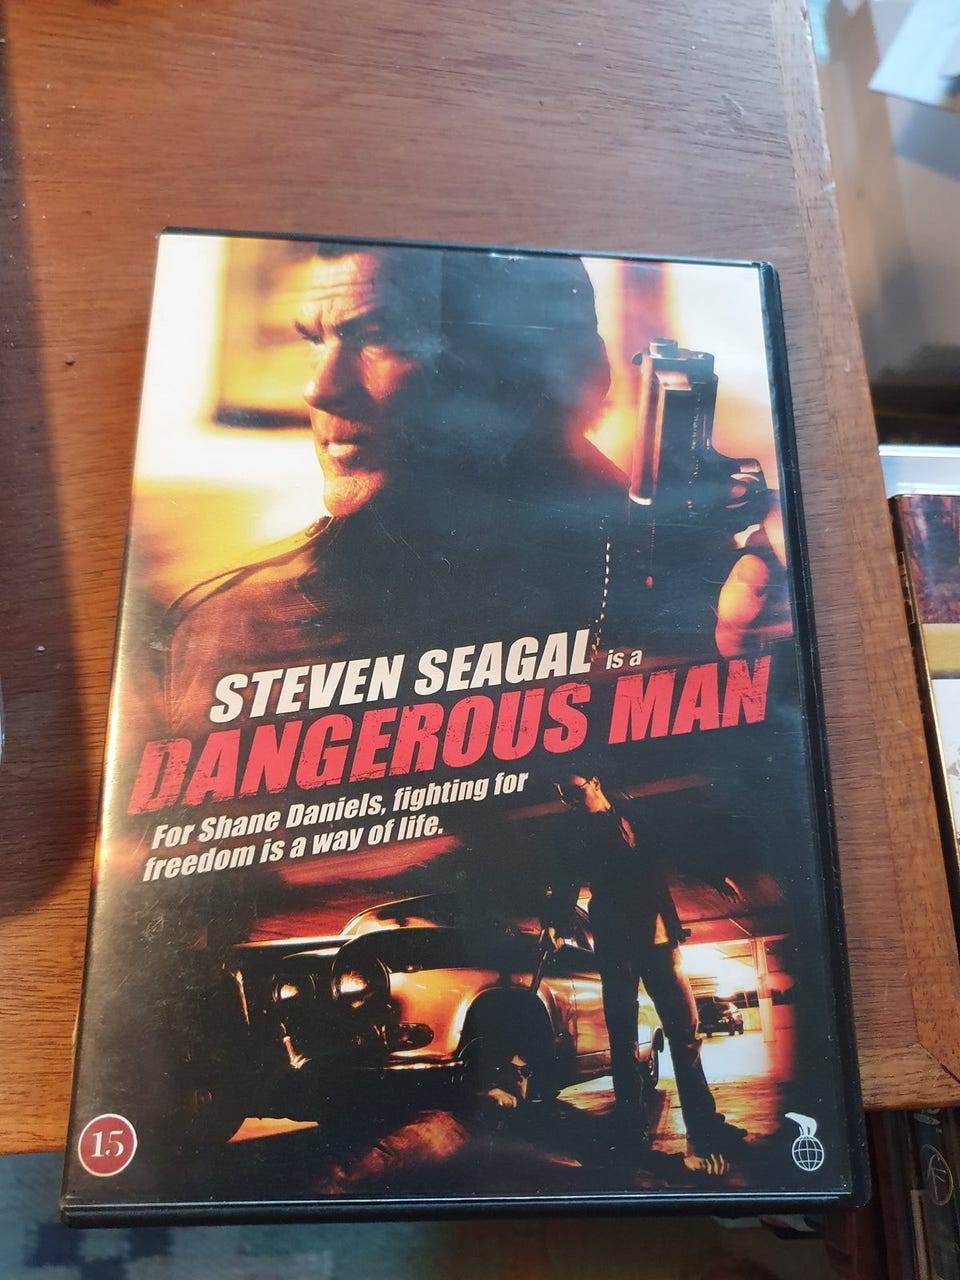 STEVEN SEAGAL is a
DANGEROUS MAN
For Shane Daniels, fighting for
freedom is a way of life.
15